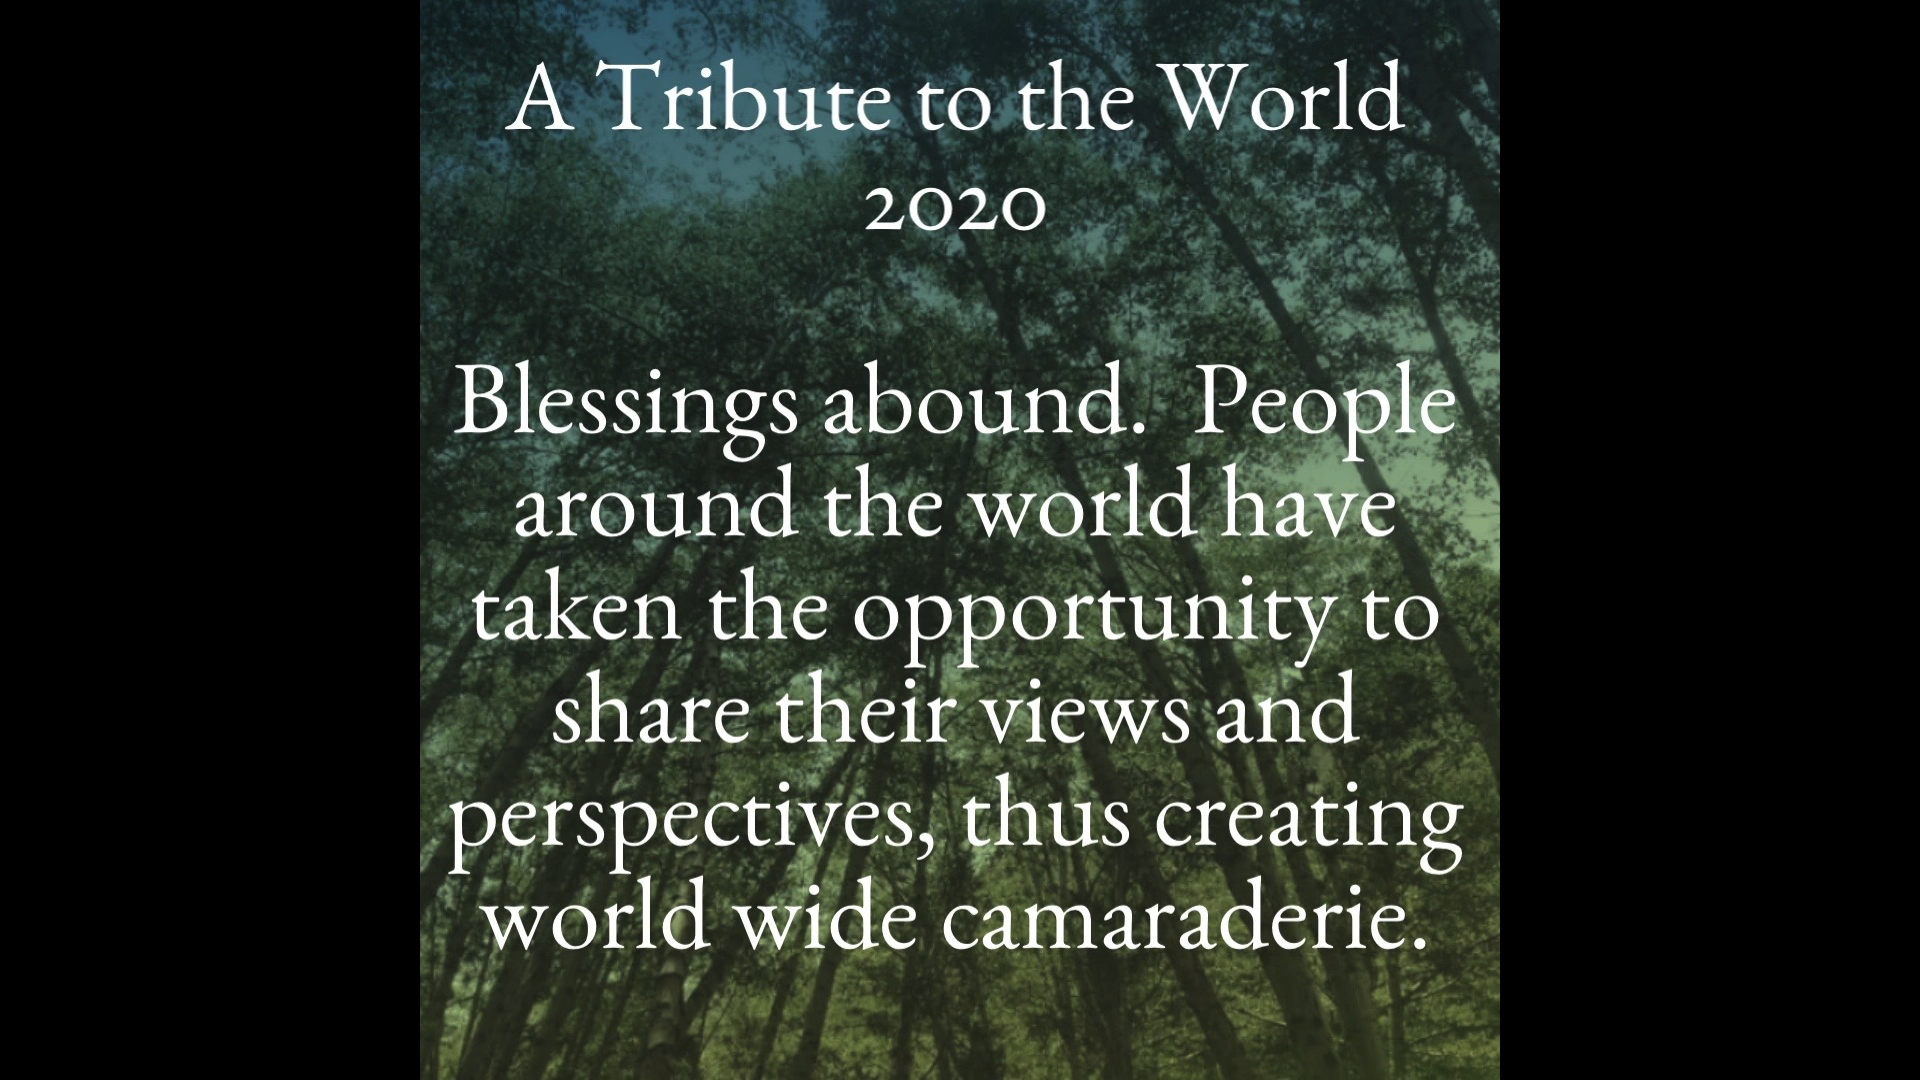 A Tribute to the World
2020
Blessings abound.  People
around the world have
taken the opportunity to
share their views and
perspectives, thus creating
world wide camaraderie.